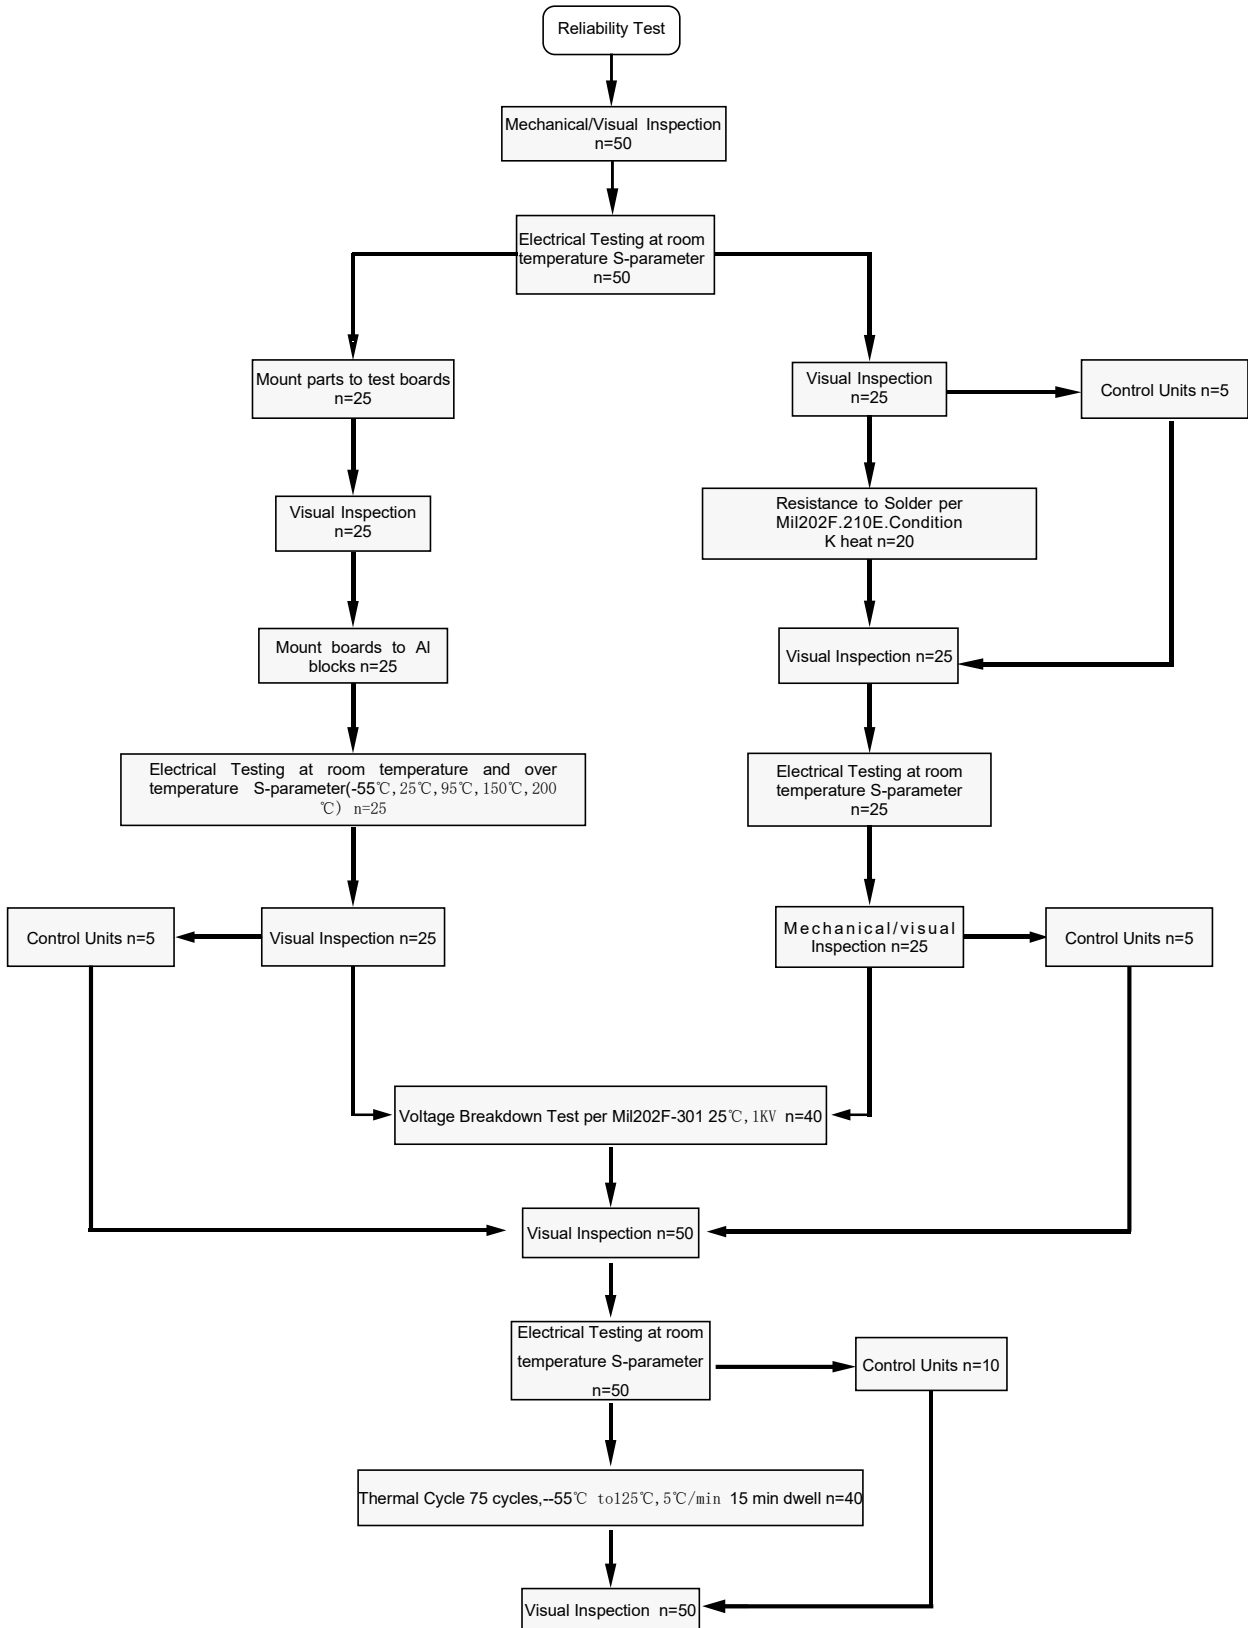 Reliability Test
Mechanical/Visual Inspection
n=50
Electrical Testing at room
temperature S-parameter
n=50
Mount parts to test boards
n=25
Visual Inspection
n=25
Control Units n=5
Visual Inspection
n=25
Resistance to Solder per
Mil202F.210E.Condition
K heat n=20
Mount boards to Al
blocks n=25
Visual Inspection n=25
Electrical Testing at room temperature and over
temperature S-parameter(-55℃,25℃,95℃,150℃,200
℃) n=25
Electrical Testing at room
temperature S-parameter
n=25
Control Units n=5
Visual Inspection n=25
Mechanical/visual
Inspection n=25
Control Units n=5
Voltage Breakdown Test per Mil202F-301 25℃,1KV n=40
Visual Inspection n=50
Electrical Testing at room
temperature S-parameter
n=50
Control Units n=10
Thermal Cycle 75 cycles,--55℃ to125℃,5℃/min 15 min dwell n=40
Visual Inspection n=50